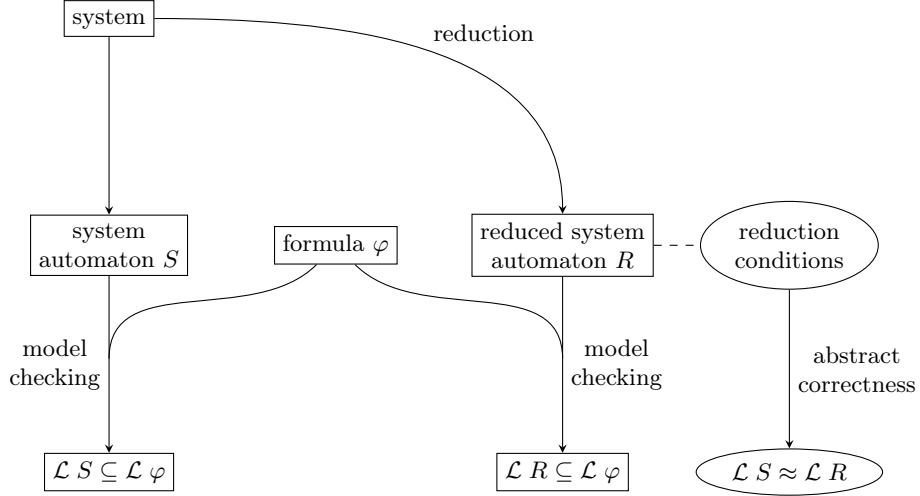 system
reduction
system
automaton S
formula φ
reduced system
automaton R
reduction
conditions
model
checking
model
checking
abstract
correctness
ℒ S ⊆ ℒ φ
ℒ R ⊆ ℒ φ
ℒ S ≈ ℒ R